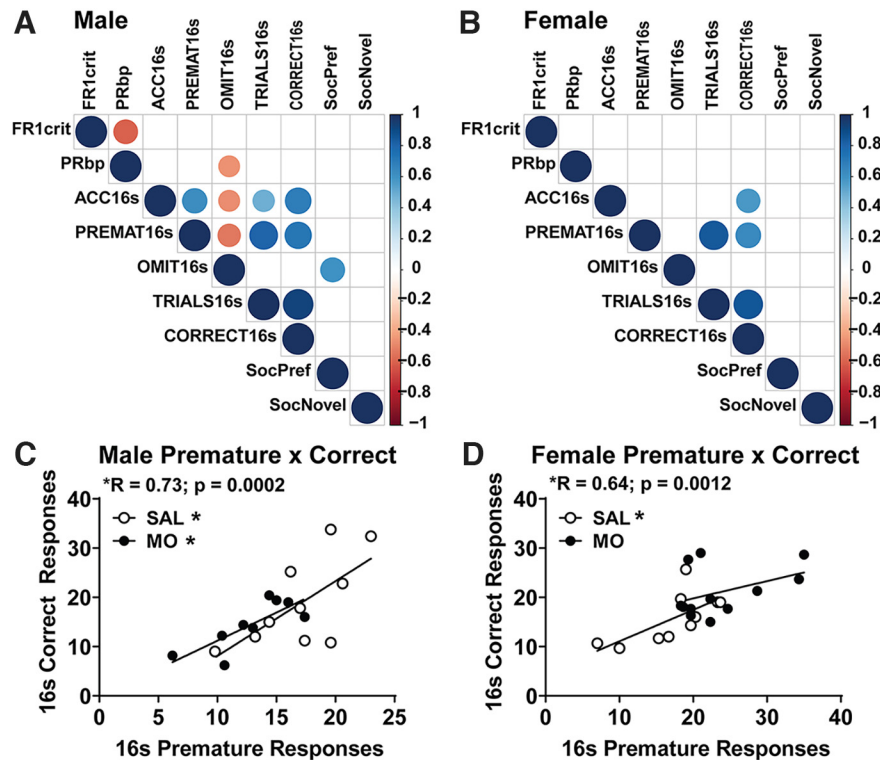 A Male
FR1crit PRbp ACC16s PREMAT16s OMIT16s TRIALS16s CORRECT16s SocPref SocNovel
FR1crit
PRbp
ACC16s
PREMAT16s
OMIT16s
TRIALS16s
CORRECT16s
SocPref
SocNovel
1
0.8
0.6
0.4
0.2
0
−0.2
−0.4
−0.6
−0.8
−1
B Female
FR1crit PRbp ACC16s PREMAT16s OMIT16s TRIALS16s CORRECT16s SocPref SocNovel
FR1crit
PRbp
ACC16s
PREMAT16s
OMIT16s
TRIALS16s
CORRECT16s
SocPref
SocNovel
1
0.8
0.6
0.4
0.2
0
−0.2
−0.4
−0.6
−0.8
−1
C Male Premature x Correct
*R = 0.73; p = 0.0002
SAL *
MO *
16s Correct Responses
40
30
20
10
0
0 5 10 15 20 25
16s Premature Responses
D Female Premature x Correct
*R = 0.64; p = 0.0012
SAL *
MO
16s Correct Responses
40
30
20
10
0
0 10 20 30 40
16s Premature Responses